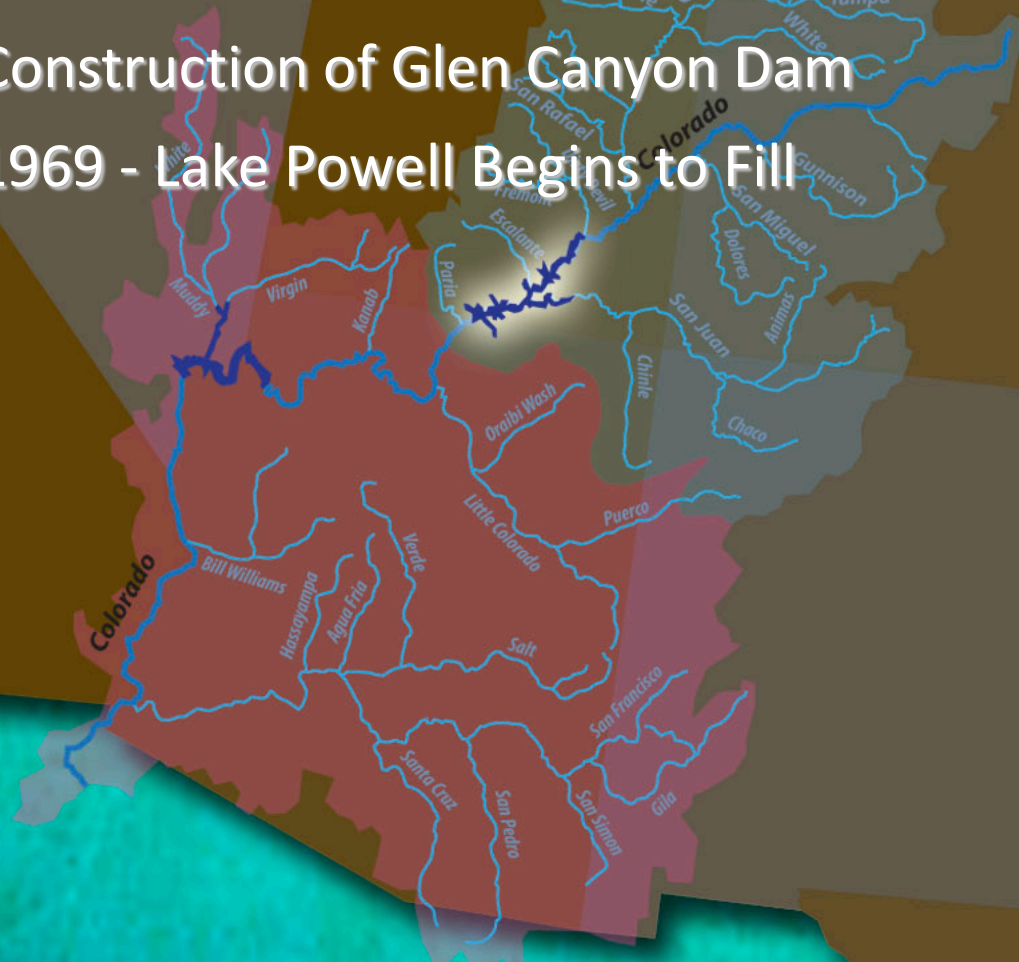 Construction of Glen Canyon Dam
1969 - Lake Powell Begins to Fill
White
San Rafael
Colorado
White
Gunnison
Devil
Fremont
San Miguel
Escalante
Dolores
Paria
Muddy
Virgin
Kanab
San Juan
Animas
Chinle
Oraibi Wash
Chaco
Little Colorado
Puerco
Verde
Colorado
Bill Williams
Hassayampa
Agua Fria
Salt
San Francisco
Santa Cruz
San Pedro
San Simon
Gila